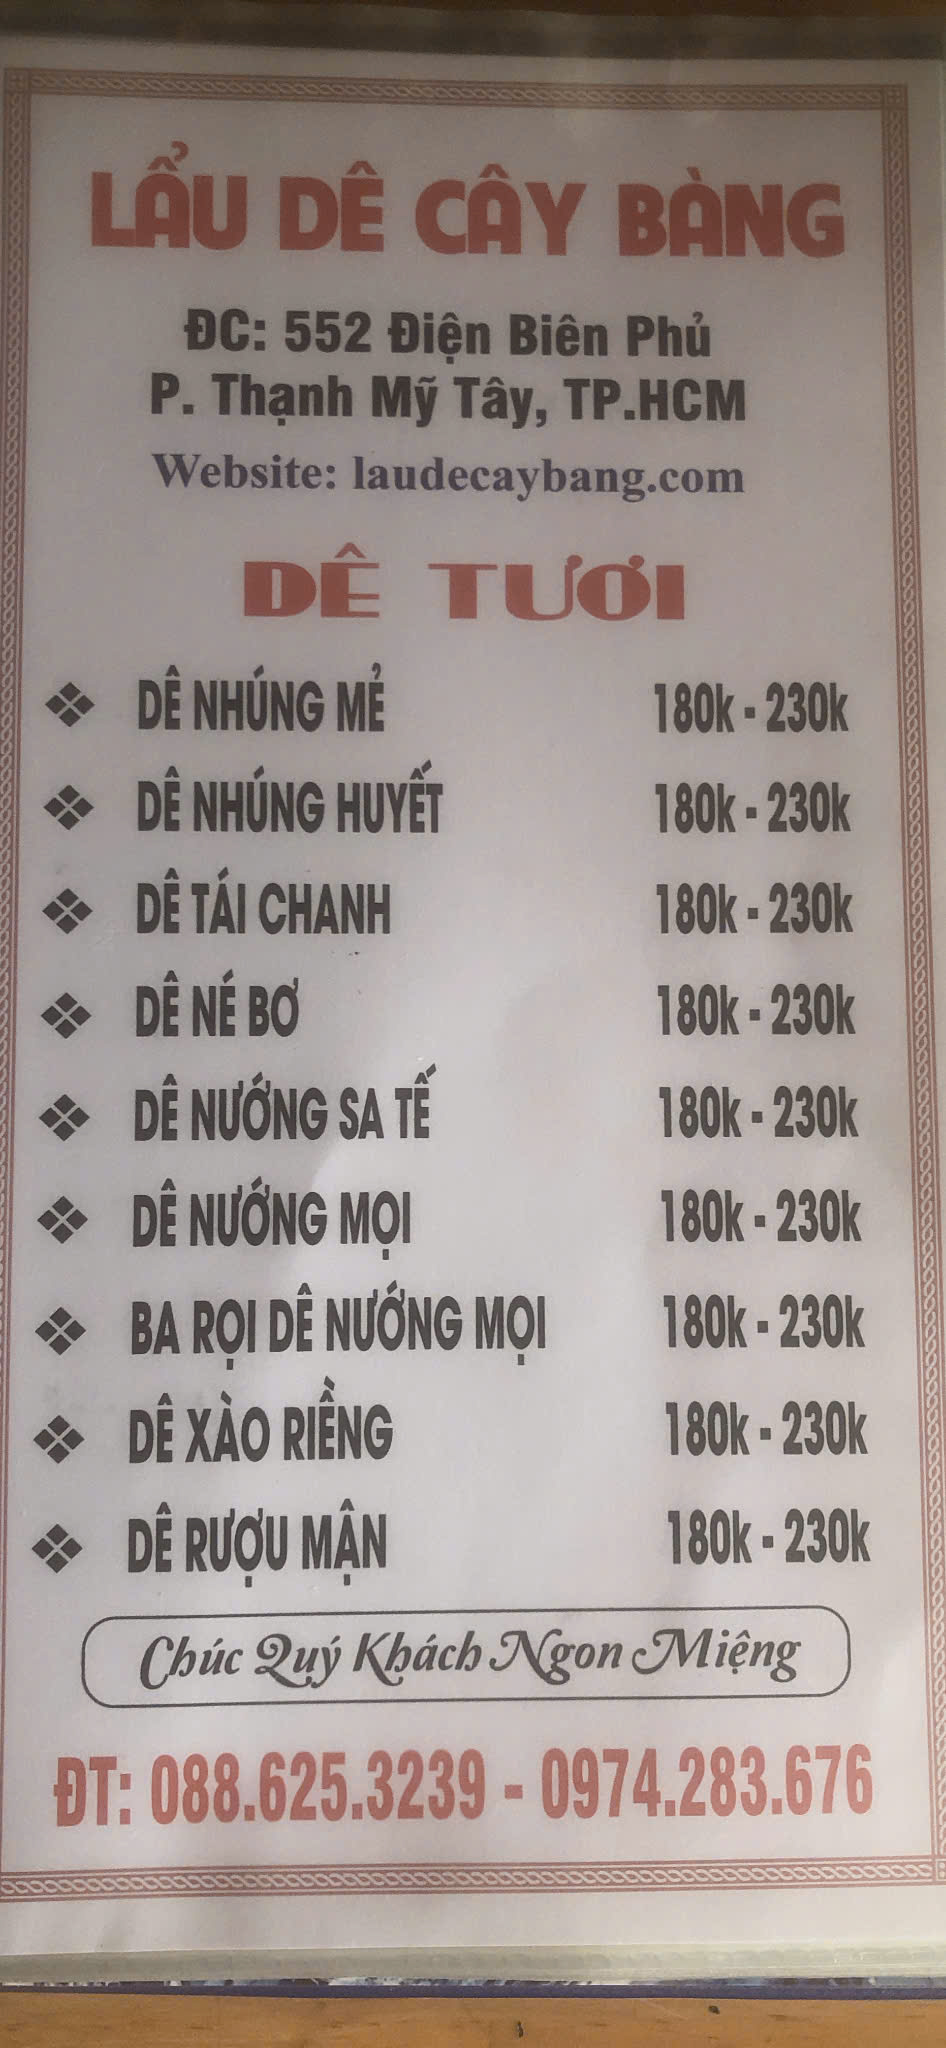 LẨU DÊ CÂY BÀNG
ĐC: 552 Điện Biên Phủ
P. Thạnh Mỹ Tây, TP.HCM
Website: laudecaybang.com
DÊ TƯƠI
❖ DÊ NHÚNG MẺ 180k - 230k
❖ DÊ NHÚNG HUYẾT 180k - 230k
❖ DÊ TÁI CHANH 180k - 230k
❖ DÊ NÉ BƠ 180k - 230k
❖ DÊ NƯỚNG SA TẾ 180k - 230k
❖ DÊ NƯỚNG MỌI 180k - 230k
❖ BA RỌI DÊ NƯỚNG MỌI 180k - 230k
❖ DÊ XÀO RIỀNG 180k - 230k
❖ DÊ RƯỢU MẬN 180k - 230k
Chúc Quý Khách Ngon Miệng
ĐT: 088.625.3239 - 0974.283.676